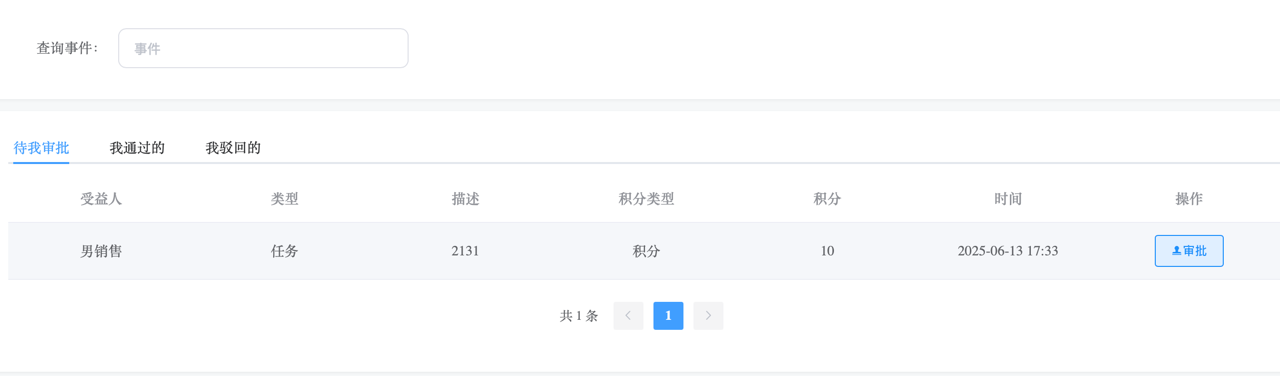 查询事件: 事件
待我审批 我通过的 我驳回的
受益人 类型 描述 积分类型 积分 时间 操作
男销售 任务 2131 积分 10 2025-06-13 17:33 审批
共 1 条 1